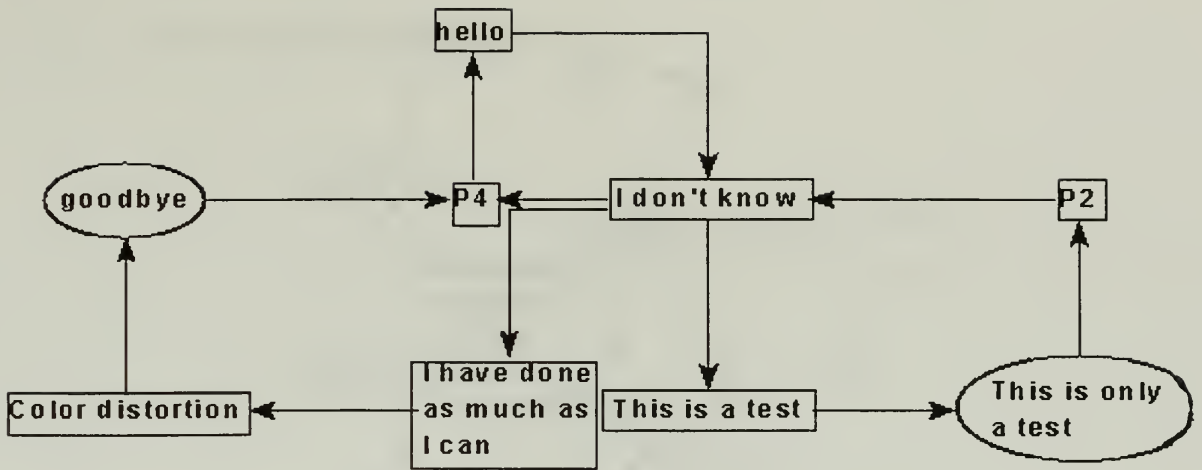 hello
goodbye
P4
I don't know
P2
Color distortion
I have done
as much as
I can
This is a test
This is only
a test